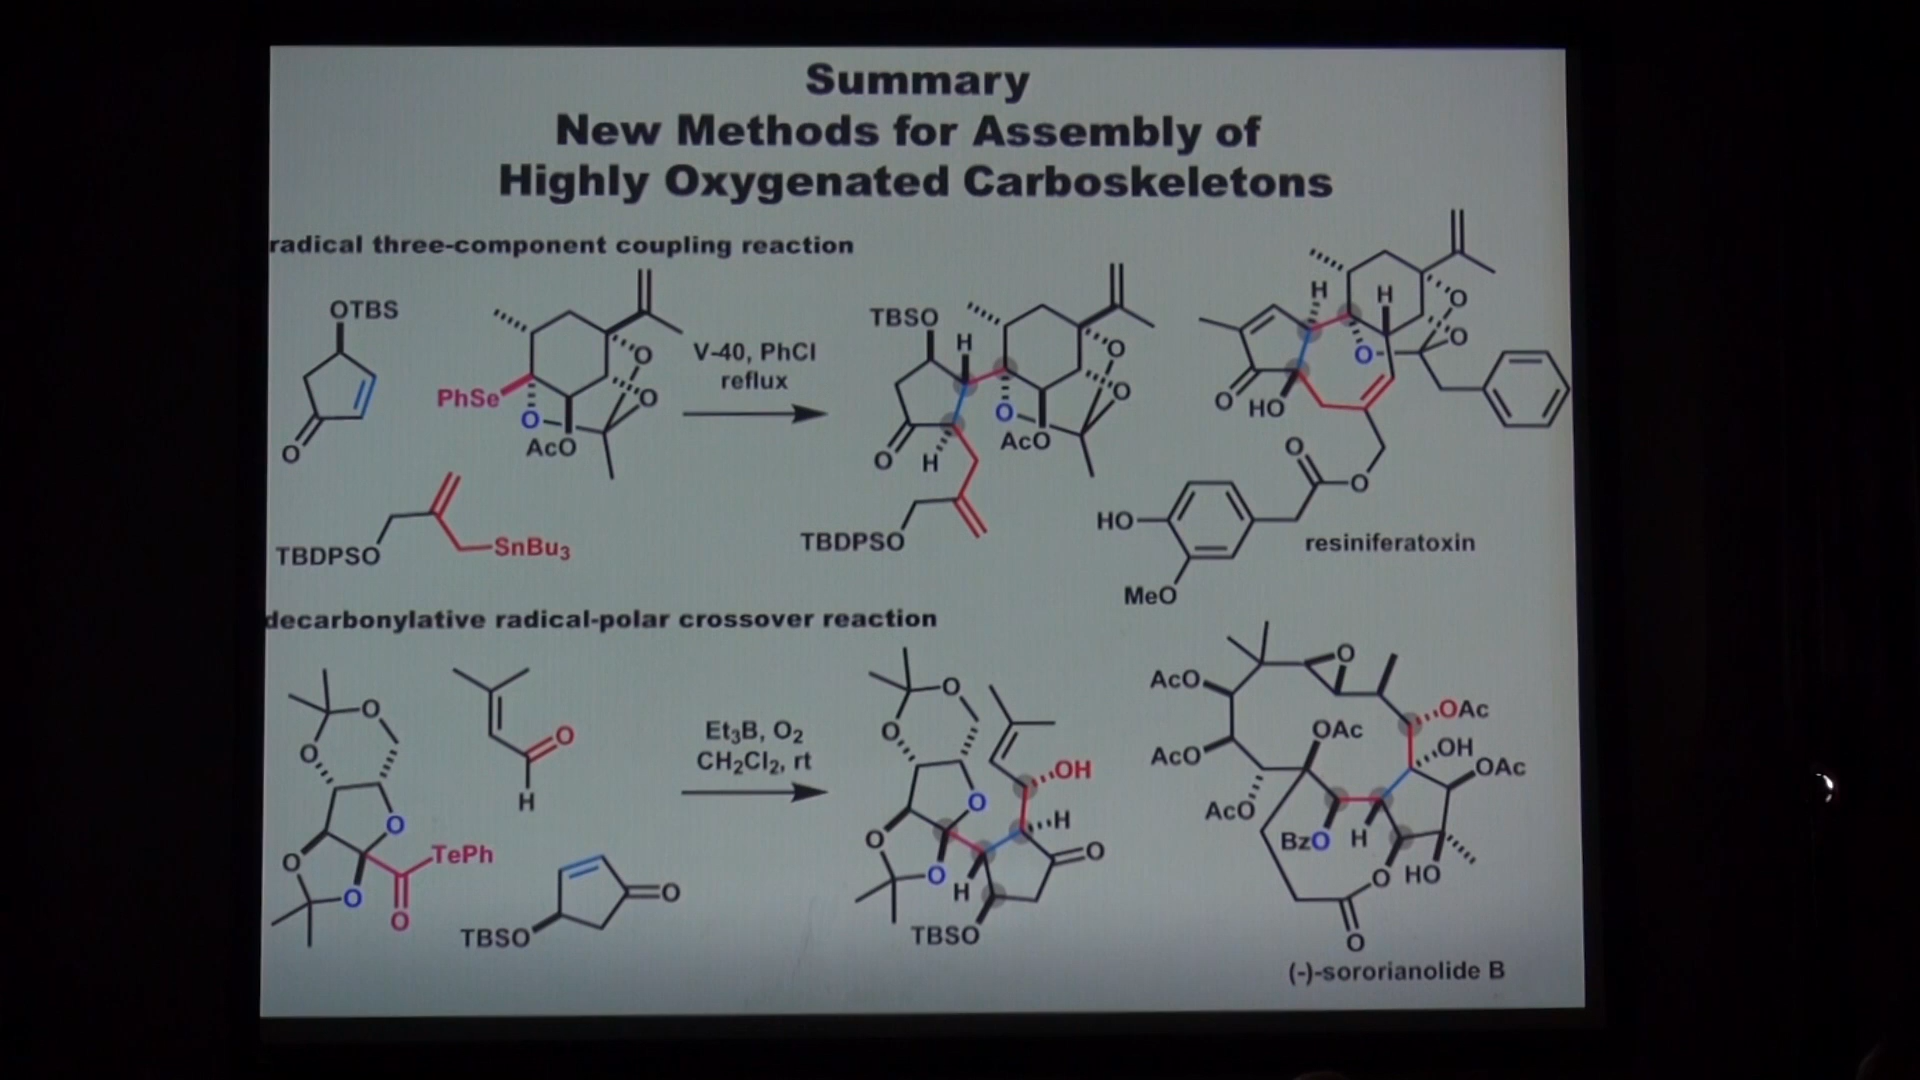 Summary
New Methods for Assembly of
Highly Oxygenated Carboskeletons
radical three-component coupling reaction
OTBS
O
PhSe
O
O
O
AcO
TBDPSO
SnBu3
V-40, PhCl
reflux
TBSO
H
O
O
O
AcO
O
H
TBDPSO
H
H
O
O
O
O
HO
O
O
HO
MeO
resiniferatoxin
decarbonylative radical-polar crossover reaction
O
O
O
O
O
TePh
O
O
H
TBSO
O
Et3B, O2
CH2Cl2, rt
O
O
O
O
O
OH
H
O
H
TBSO
O
AcO
OAc
OAc
OH
OAc
AcO
AcO
BzO
H
O
HO
O
(-)-sororianolide B